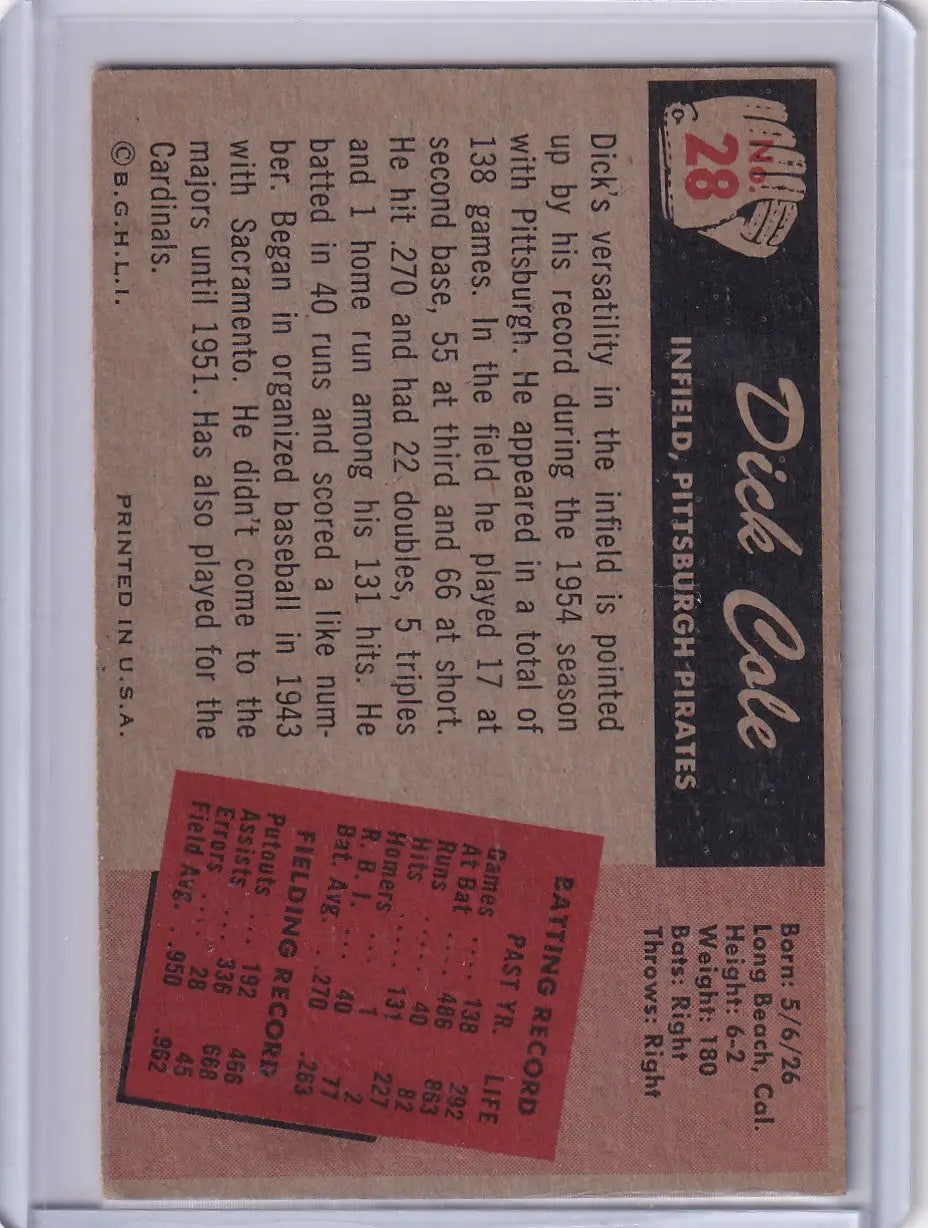 No.
28
Dick Cole
INFIELD, PITTSBURGH PIRATES
Dick's versatility in the infield is pointed
up by his record during the 1954 season
with Pittsburgh. He appeared in a total of
138 games. In the field he played 17 at
second base, 55 at third and 66 at short.
He hit .270 and had 22 doubles, 5 triples
and 1 home run among his 131 hits. He
batted in 40 runs and scored a like num-
ber. Began in organized baseball in 1943
with Sacramento. He didn't come to the
majors until 1951. Has also played for the
Cardinals.
©B.G.H.L.I. PRINTED IN U.S.A.
Born: 5/6/26
Long Beach, Cal.
Height: 6-2
Weight: 180
Bats: Right
Throws: Right
BATTING RECORD
PAST YR. LIFE
Games .... 138 292
At Bat .... 486 863
Runs .... 40 82
Hits .... 131 227
Homers .... 1 2
R. B. I. ... 40 77
Bat. Avg. ... .270 .263
FIELDING RECORD
Putouts ... 192 466
Assists ... 336 668
Errors .... 28 45
Field Avg. . .950 .962